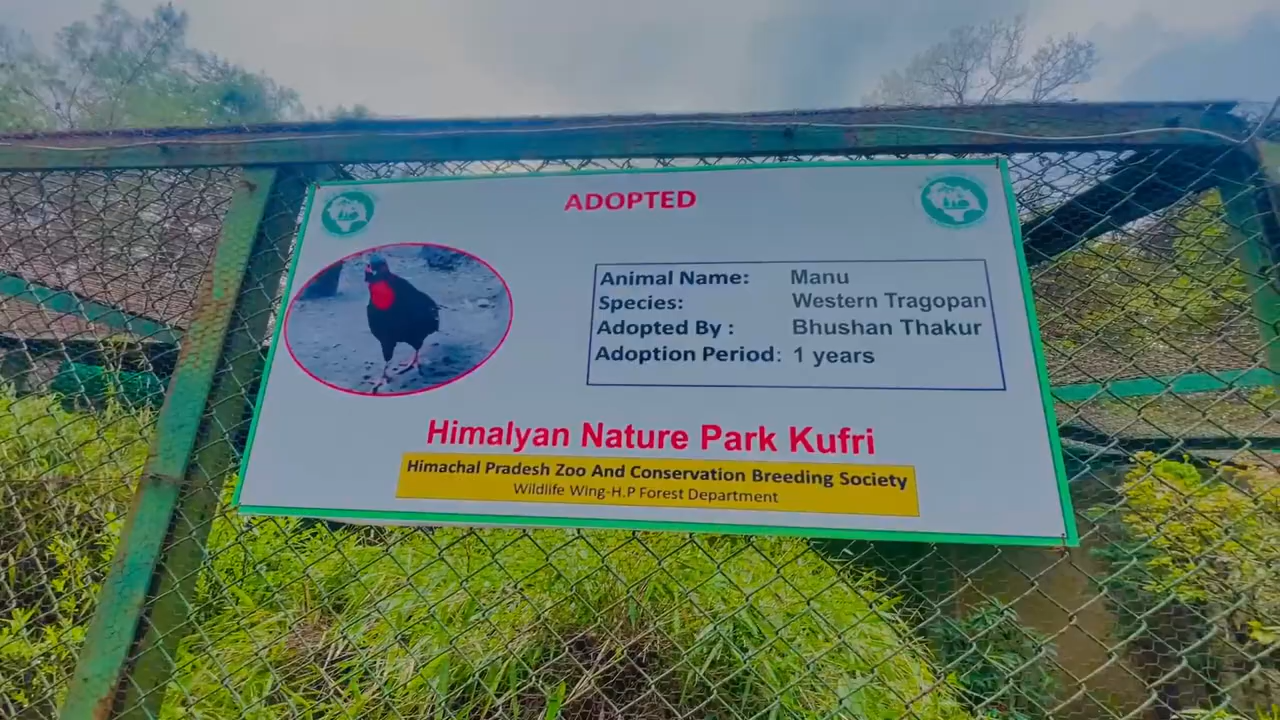 ADOPTED
Animal Name: Manu
Species: Western Tragopan
Adopted By : Bhushan Thakur
Adoption Period: 1 years
Himalyan Nature Park Kufri
Himachal Pradesh Zoo And Conservation Breeding Society
Wildlife Wing-H.P Forest Department